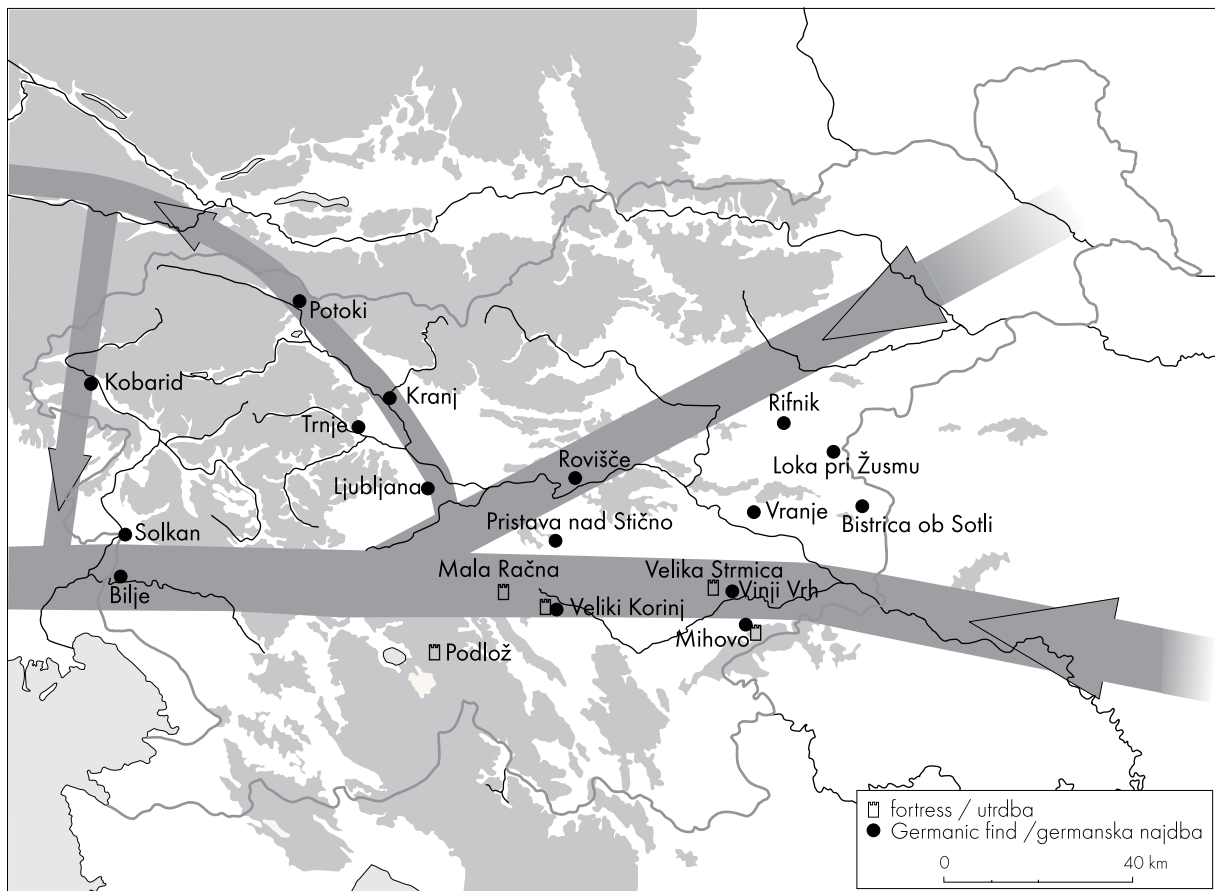 Potoki
Kobarid
Kranj
Rifnik
Trnje
Loka pri Žusmu
Rovišče
Ljubljana
Vranje
Bistrica ob Sotli
Pristava nad Stično
Solkan
Mala Račna
Velika Strmica
Vinji Vrh
Bilje
Veliki Korinj
Mihovo
Podlož
fortress / utrdba
Germanic find /germanska najdba
0 40 km